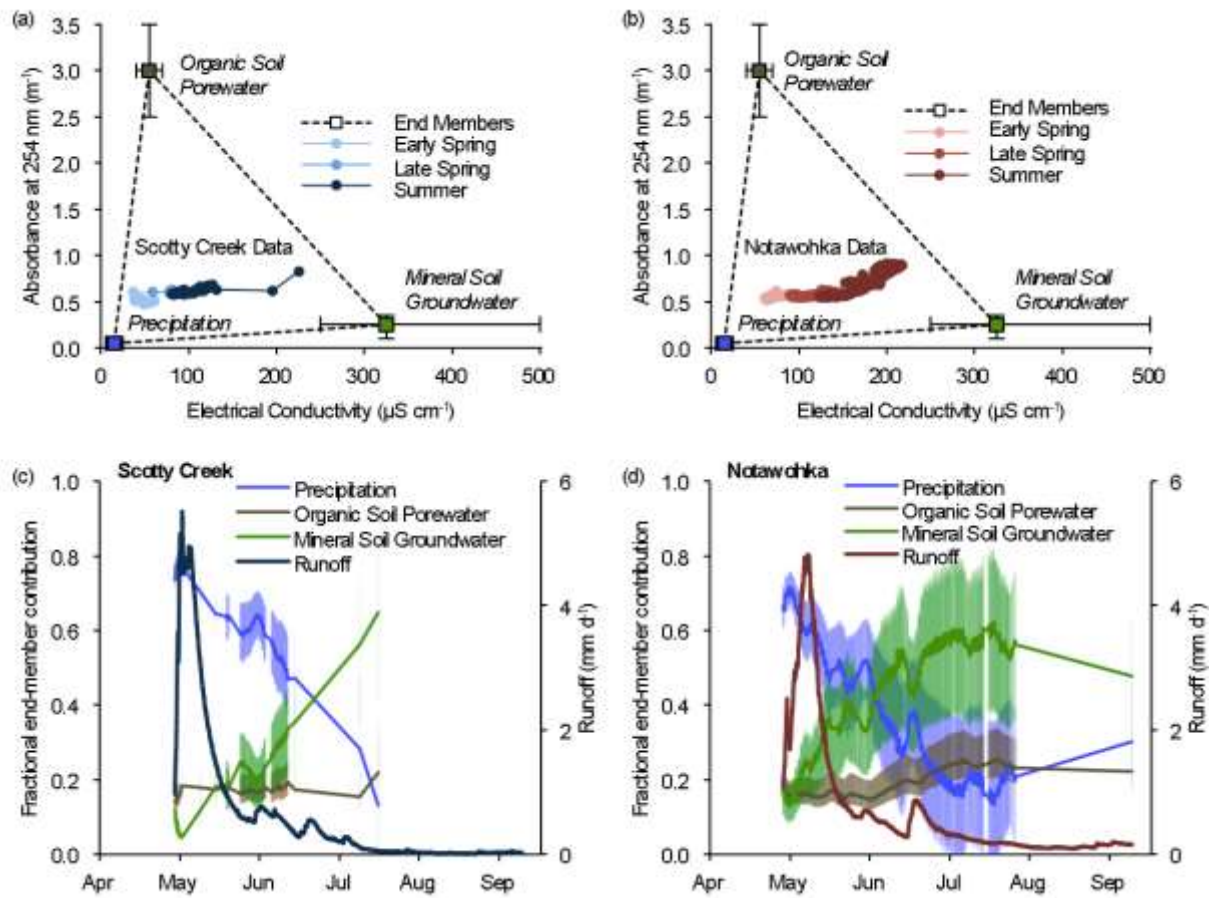 (a)
3.5
3.0
2.5
2.0
1.5
1.0
0.5
0.0
Absorbance at 254 nm (m⁻¹)
Organic Soil
Porewater
End Members
Early Spring
Late Spring
Summer
Scotty Creek Data
Mineral Soil
Groundwater
Precipitation
0 100 200 300 400 500
Electrical Conductivity (µS cm⁻¹)
(b)
3.5
3.0
2.5
2.0
1.5
1.0
0.5
0.0
Absorbance at 254 nm (m⁻¹)
Organic Soil
Porewater
End Members
Early Spring
Late Spring
Summer
Notawohka Data
Mineral Soil
Groundwater
Precipitation
0 100 200 300 400 500
Electrical Conductivity (µS cm⁻¹)
(c) Scotty Creek
1.0
0.8
0.6
0.4
0.2
0.0
Fractional end-member contribution
Precipitation
Organic Soil Porewater
Mineral Soil Groundwater
Runoff
6
4
2
0
Runoff (mm d⁻¹)
Apr May Jun Jul Aug Sep
(d) Notawohka
1.0
0.8
0.6
0.4
0.2
0.0
Fractional end-member contribution
Precipitation
Organic Soil Porewater
Mineral Soil Groundwater
Runoff
6
4
2
0
Runoff (mm d⁻¹)
Apr May Jun Jul Aug Sep